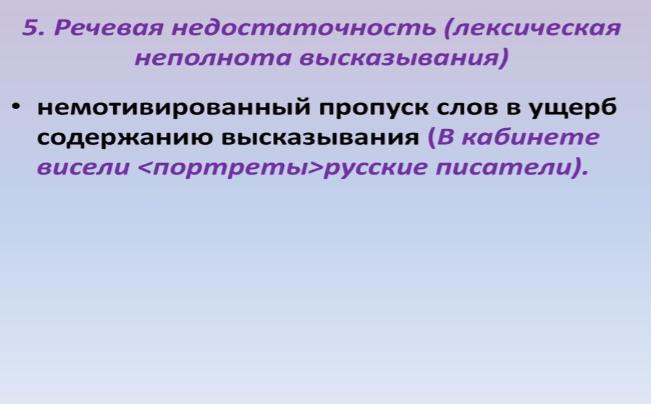 5. Речевая недостаточность (лексическая
неполнота высказывания)
• немотивированный пропуск слов в ущерб
содержанию высказывания (В кабинете
висели <портреты>русские писатели).